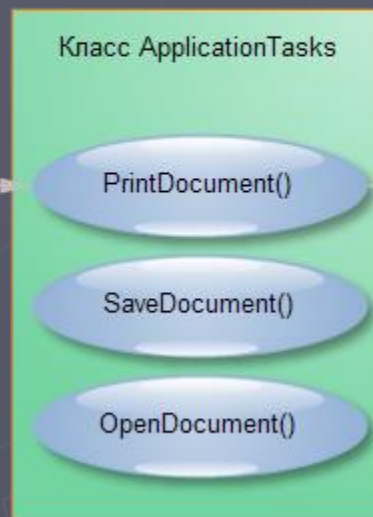 Класс ApplicationTasks
PrintDocument()
SaveDocument()
OpenDocument()